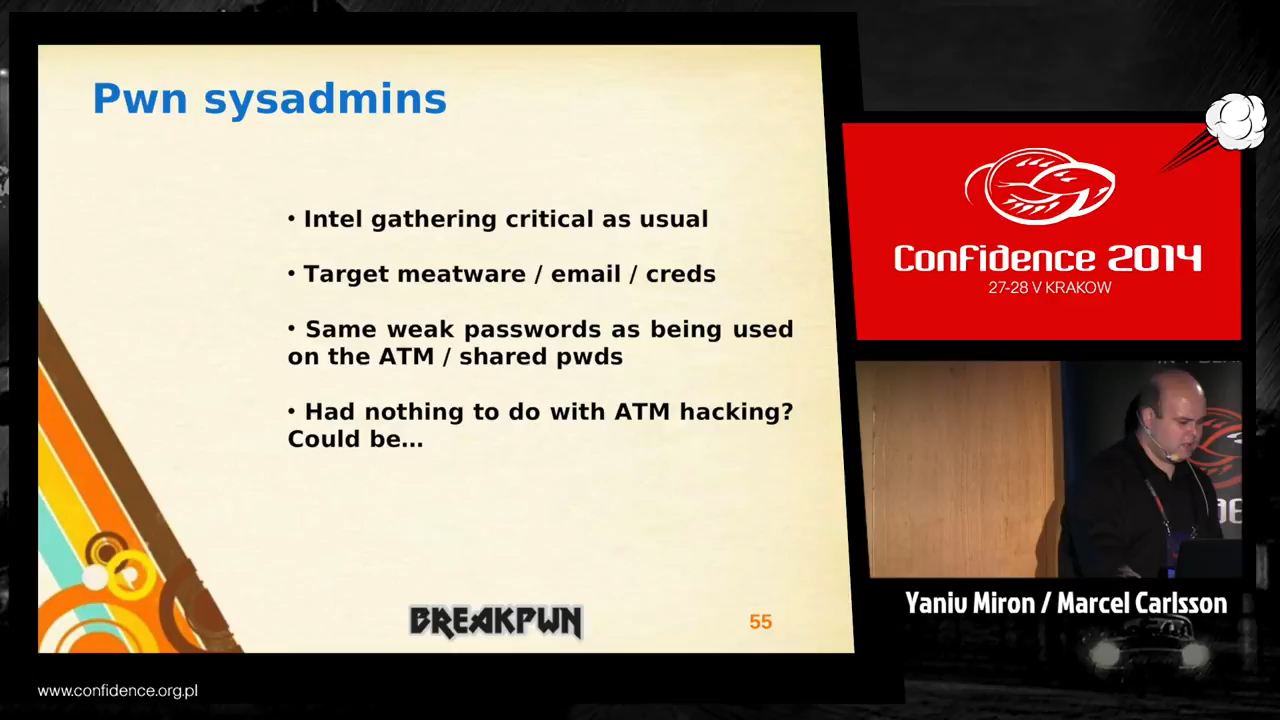 Pwn sysadmins
• Intel gathering critical as usual
• Target meatware / email / creds
• Same weak passwords as being used
on the ATM / shared pwds
• Had nothing to do with ATM hacking?
Could be...
BREAKPWN
55
Confidence 2014
27-28 V KRAKOW
Yaniv Miron / Marcel Carlsson
www.confidence.org.pl